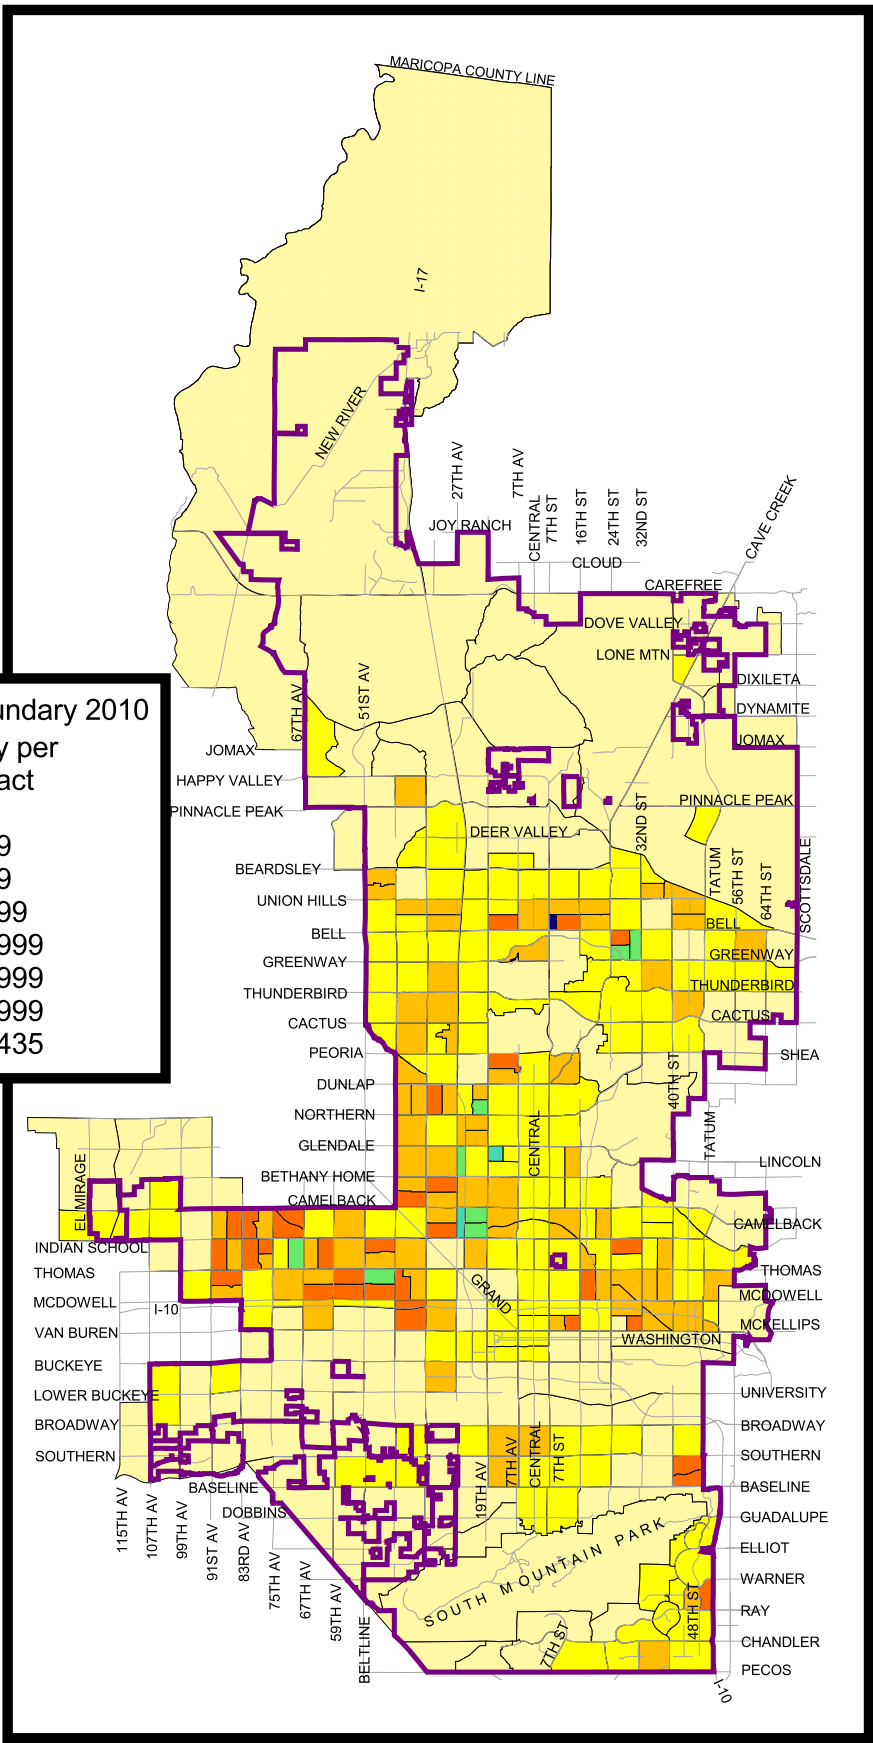 MARICOPA COUNTY LINE
I-17
NEW RIVER
27TH AV
7TH AV
CENTRAL
7TH ST
16TH ST
24TH ST
32ND ST
CAVE CREEK
JOY RANCH
CLOUD
CAREFREE
DOVE VALLEY
LONE MTN
DIXILETA
DYNAMITE
JOMAX
67TH AV
51ST AV
JOMAX
HAPPY VALLEY
PINNACLE PEAK
PINNACLE PEAK
DEER VALLEY
32ND ST
TATUM
56TH ST
64TH ST
SCOTTSDALE
undary 2010
y per
act
9
9
99
999
999
999
435
BEARDSLEY
UNION HILLS
BELL
BELL
GREENWAY
GREENWAY
THUNDERBIRD
THUNDERBIRD
CACTUS
CACTUS
PEORIA
SHEA
DUNLAP
40TH ST
NORTHERN
CENTRAL
TATUM
GLENDALE
LINCOLN
BETHANY HOME
EL MIRAGE
CAMELBACK
CAMELBACK
INDIAN SCHOOL
THOMAS
THOMAS
GRAND
MCDOWELL
I-10
MCDOWELL
VAN BUREN
MCKELLIPS
WASHINGTON
BUCKEYE
LOWER BUCKEYE
UNIVERSITY
BROADWAY
BROADWAY
SOUTHERN
SOUTHERN
BASELINE
BASELINE
DOBBINS
GUADALUPE
19TH AV
7TH AV
CENTRAL
7TH ST
115TH AV
107TH AV
99TH AV
91ST AV
83RD AV
75TH AV
67TH AV
59TH AV
BELTLINE
SOUTH MOUNTAIN PARK
ELLIOT
WARNER
48TH ST
RAY
7TH ST
CHANDLER
PECOS
I-10